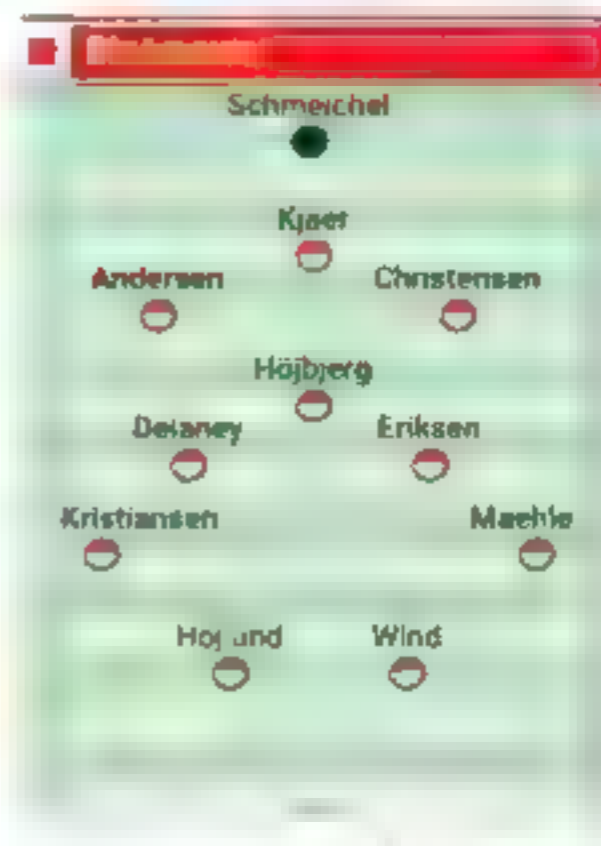 Schmeichel
Kjaer
Andersen Christensen
Höjbjerg
Delaney Eriksen
Kristiansen Maehle
Hojlund Wind